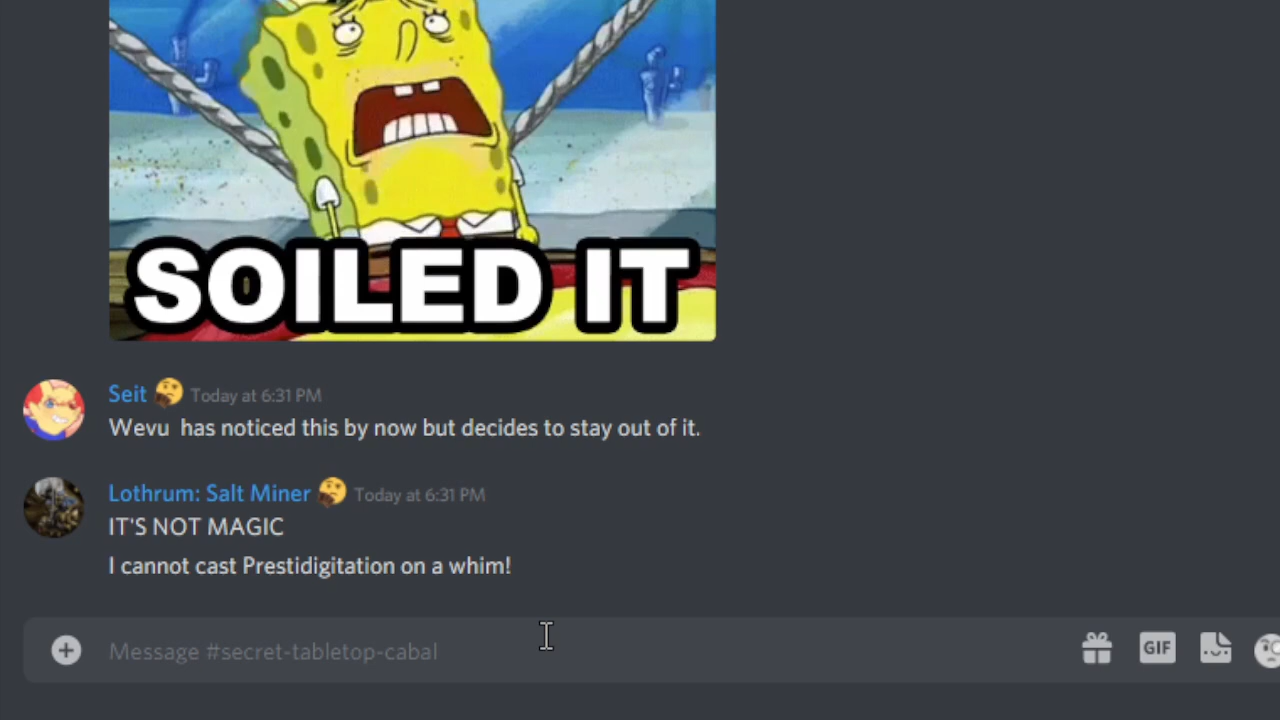 SOILED IT
Seit Today at 6:31 PM
Wevu  has noticed this by now but decides to stay out of it.
Lothrum: Salt Miner Today at 6:31 PM
IT'S NOT MAGIC
I cannot cast Prestidigitation on a whim!
Message #secret-tabletop-cabal
GIF